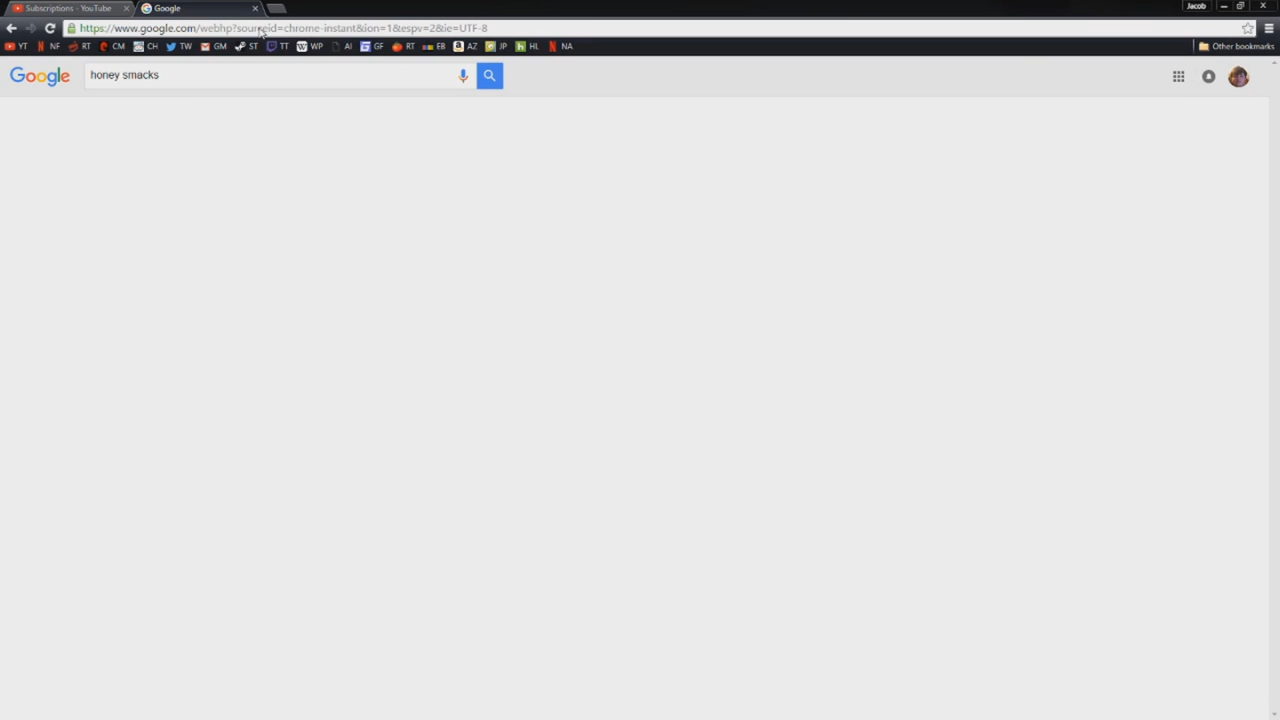 Subscriptions - YouTube Google Jacob
https://www.google.com/webhp?sourceid=chrome-instant&ion=1&espv=2&ie=UTF-8
YT NF RT CM CH TW GM ST TT WP AI GF RT EB AZ JP HL NA Other bookmarks
Google honey smacks